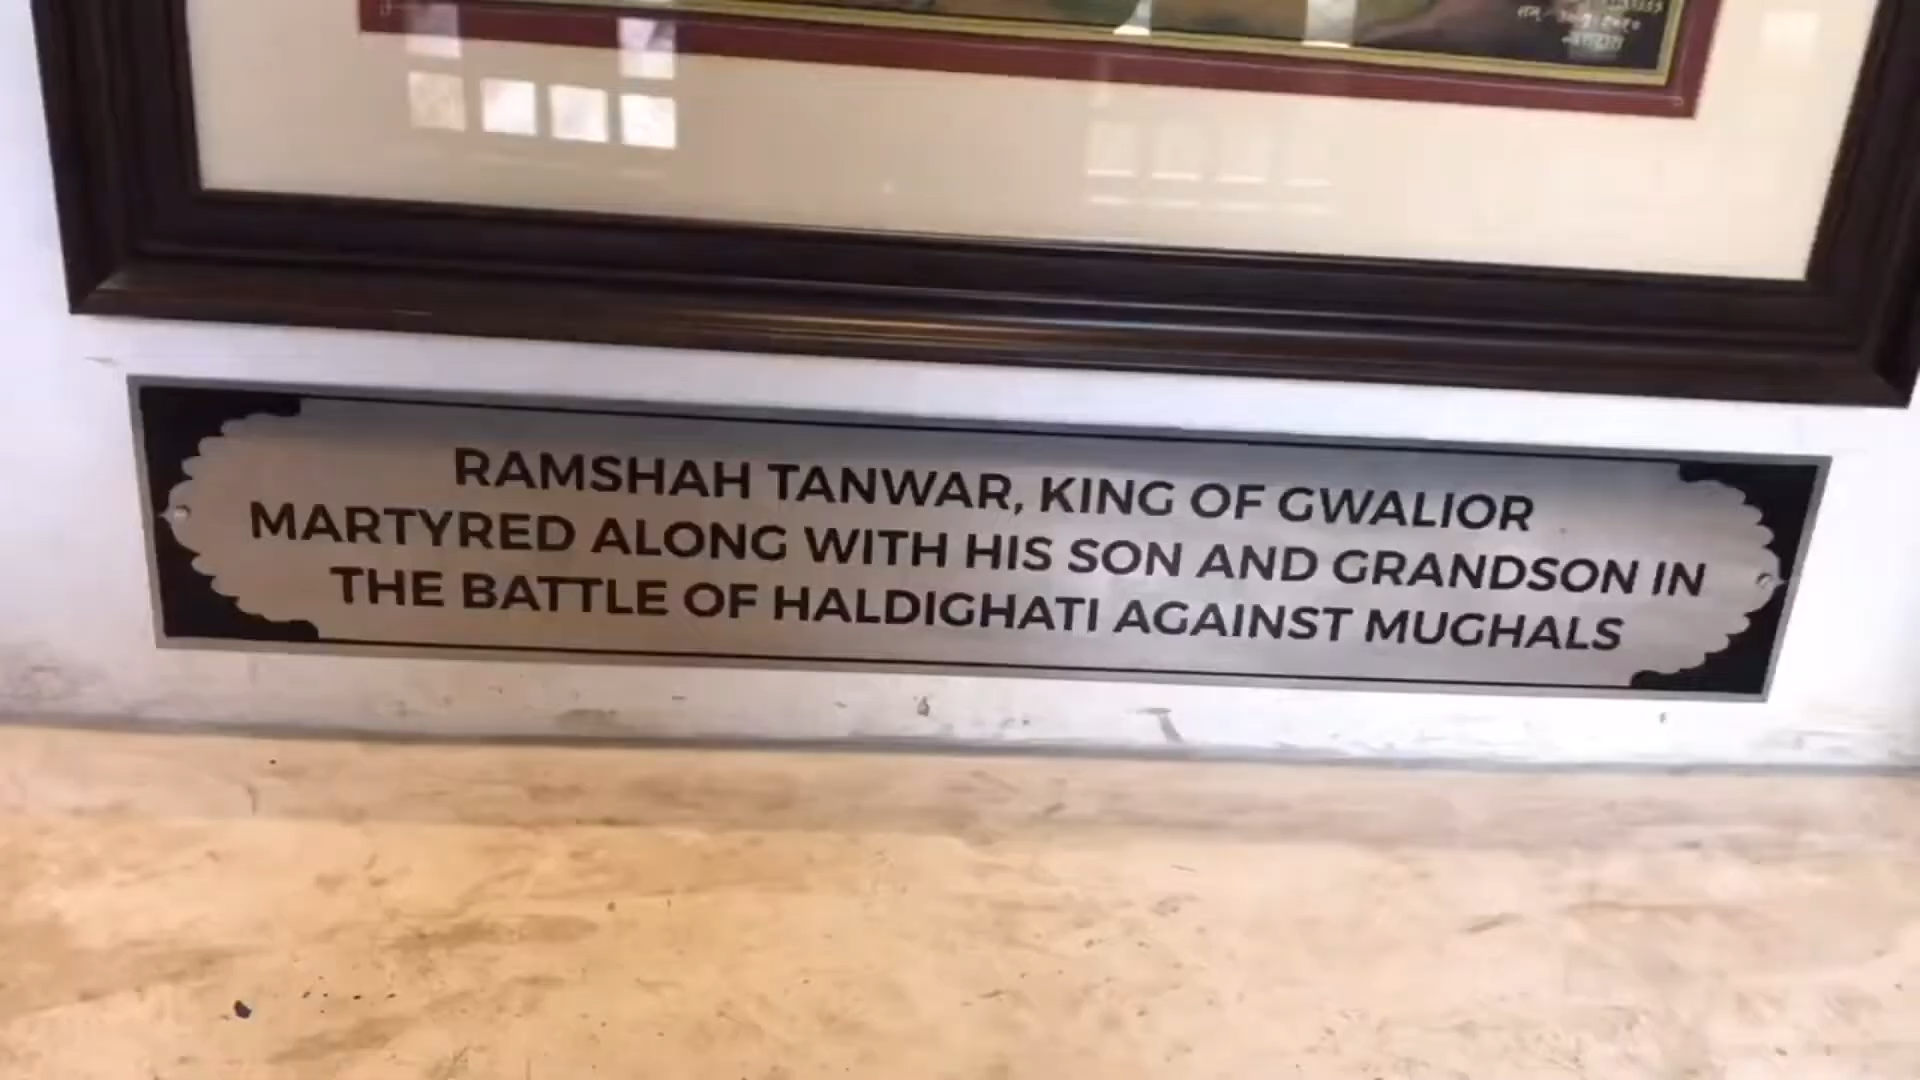 RAMSHAH TANWAR, KING OF GWALIOR
MARTYRED ALONG WITH HIS SON AND GRANDSON IN
THE BATTLE OF HALDIGHATI AGAINST MUGHALS